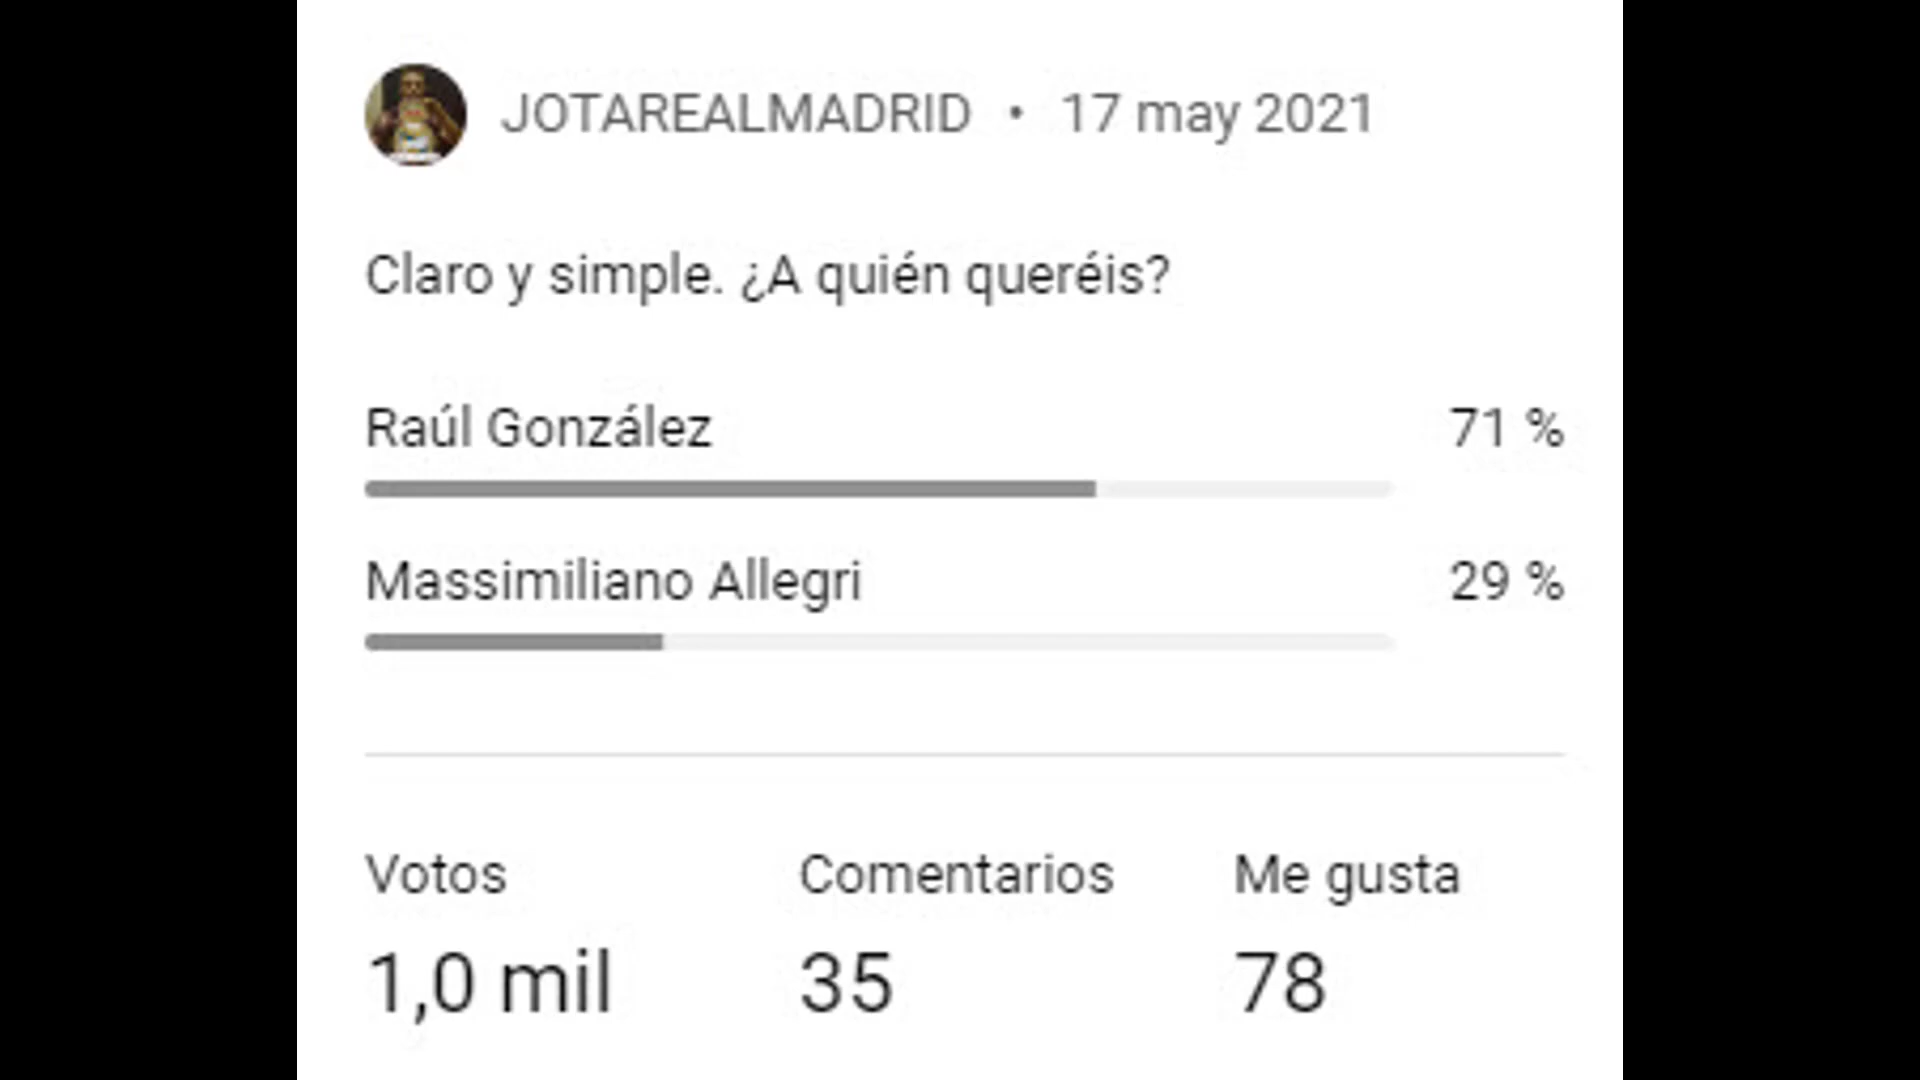 JOTAREALMADRID • 17 may 2021
Claro y simple. ¿A quién queréis?
Raúl González 71 %
Massimiliano Allegri 29 %
Votos Comentarios Me gusta
1,0 mil 35 78